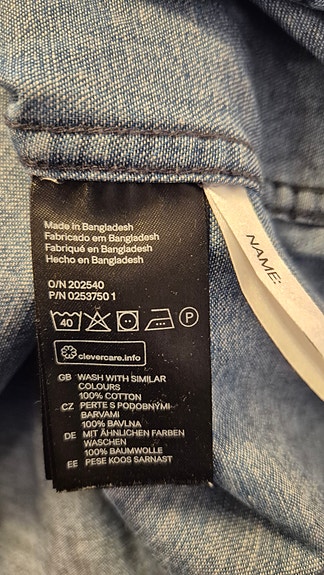 Made in Bangladesh
Fabricado em Bangladesh
Fabriqué en Bangladesh
Hecho en Bangladesh
O/N 202540
P/N 0253750 1
40
P
clevercare.info
GB WASH WITH SIMILAR
COLOURS
100% COTTON
CZ PERTE S PODOBNÝMI
BARVAMI
100% BAVLNA
DE MIT ÄHNLICHEN FARBEN
WASCHEN
100% BAUMWOLLE
EE PESE KOOS SARNAST
NAME: